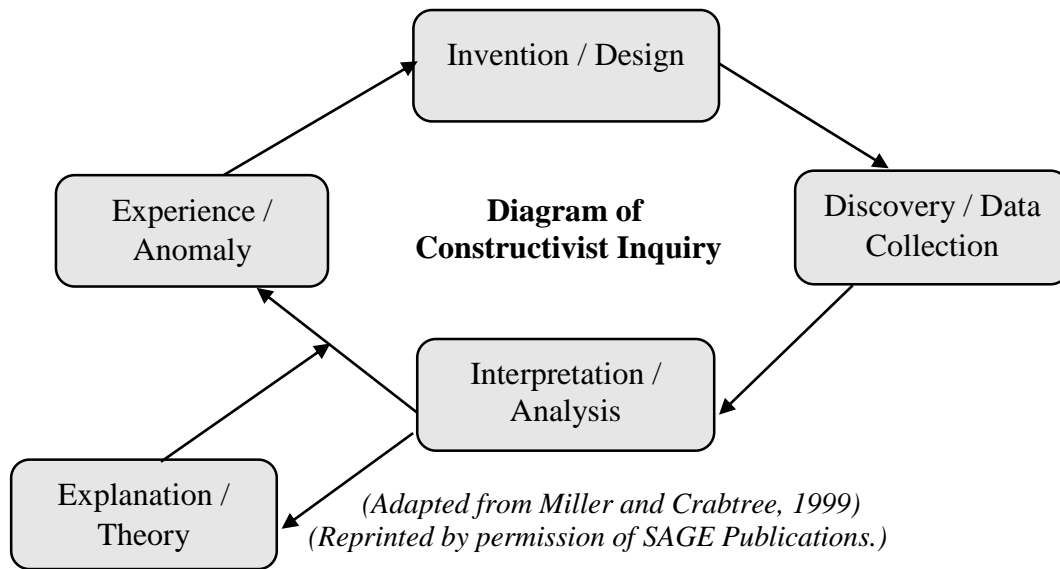 Invention / Design
Experience /
Anomaly
Diagram of
Constructivist Inquiry
Discovery / Data
Collection
Interpretation /
Analysis
Explanation /
Theory
(Adapted from Miller and Crabtree, 1999)
(Reprinted by permission of SAGE Publications.)